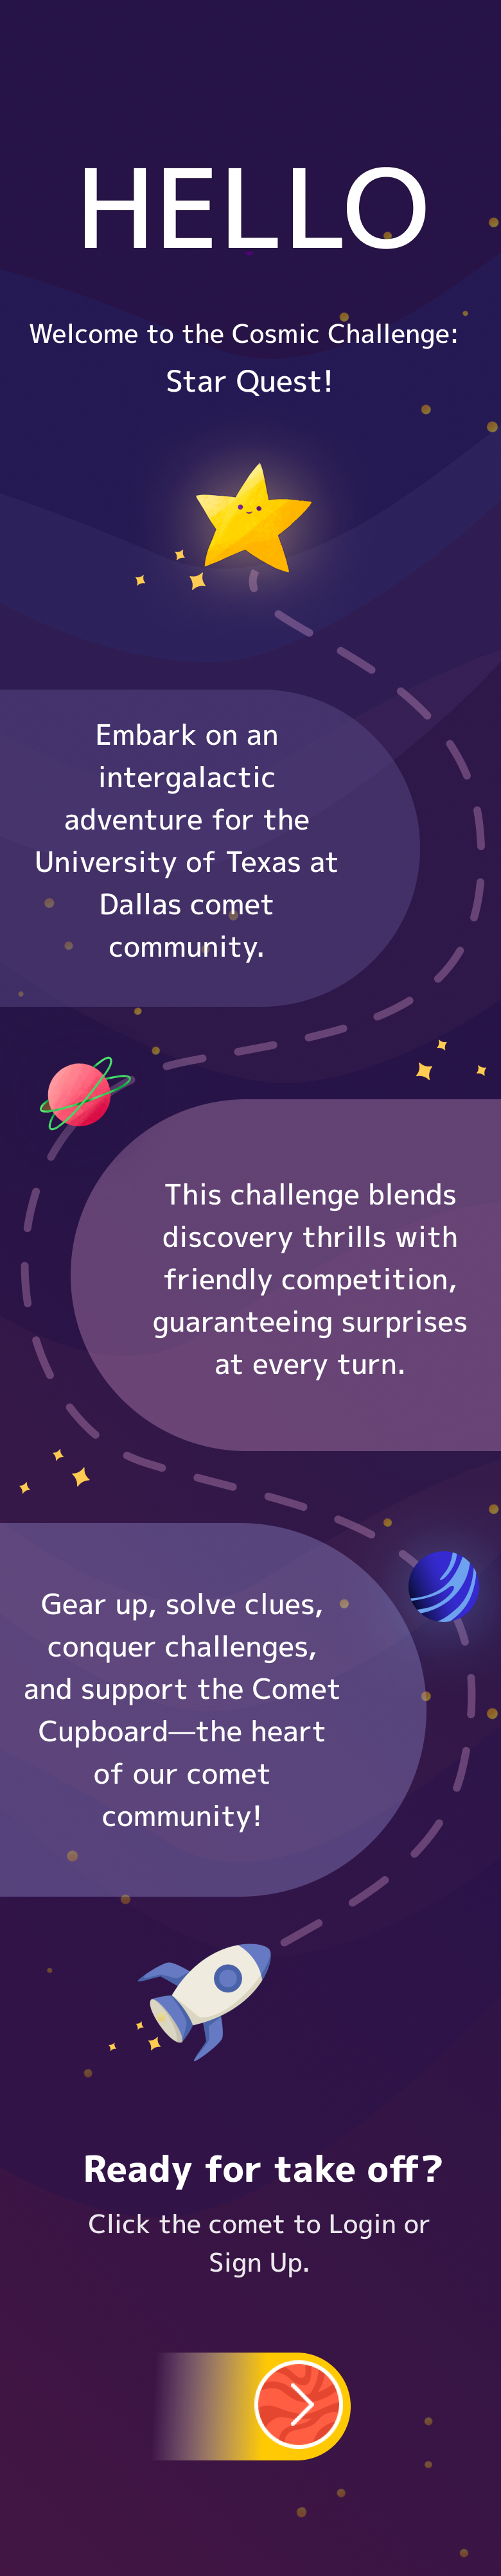 HELLO
Welcome to the Cosmic Challenge:
Star Quest!
Embark on an
intergalactic
adventure for the
University of Texas at
Dallas comet
community.
This challenge blends
discovery thrills with
friendly competition,
guaranteeing surprises
at every turn.
Gear up, solve clues,
conquer challenges,
and support the Comet
Cupboard—the heart
of our comet
community!
Ready for take off?
Click the comet to Login or
Sign Up.